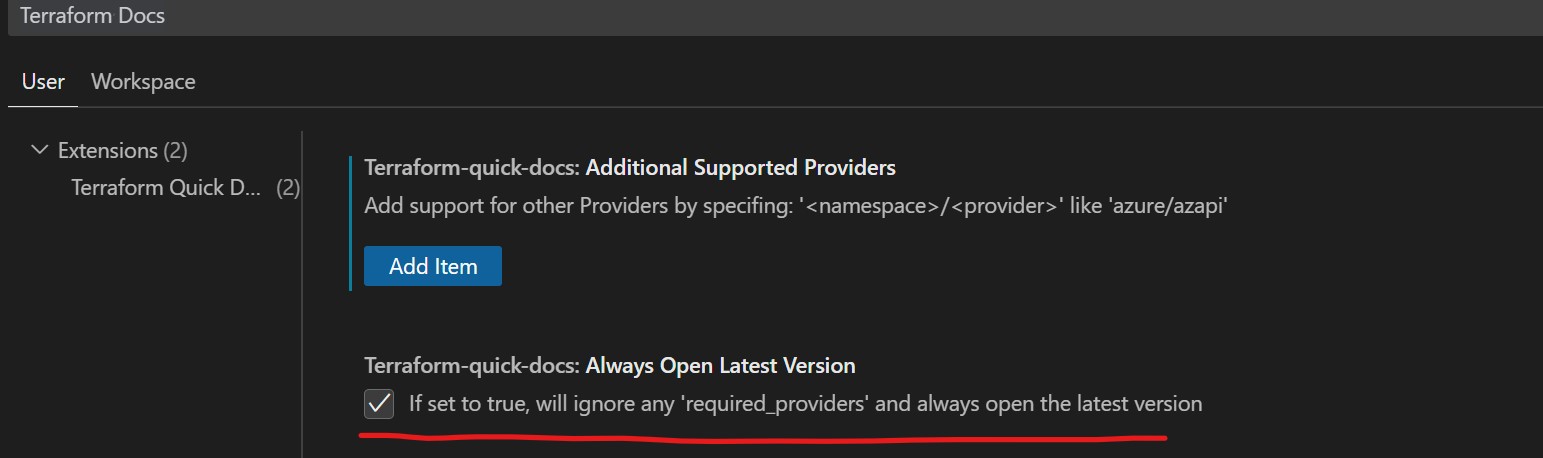 Terraform Docs
User Workspace
Extensions (2)
Terraform Quick D... (2)
Terraform-quick-docs: Additional Supported Providers
Add support for other Providers by specifing: '<namespace>/<provider>' like 'azure/azapi'
Add Item
Terraform-quick-docs: Always Open Latest Version
If set to true, will ignore any 'required_providers' and always open the latest version